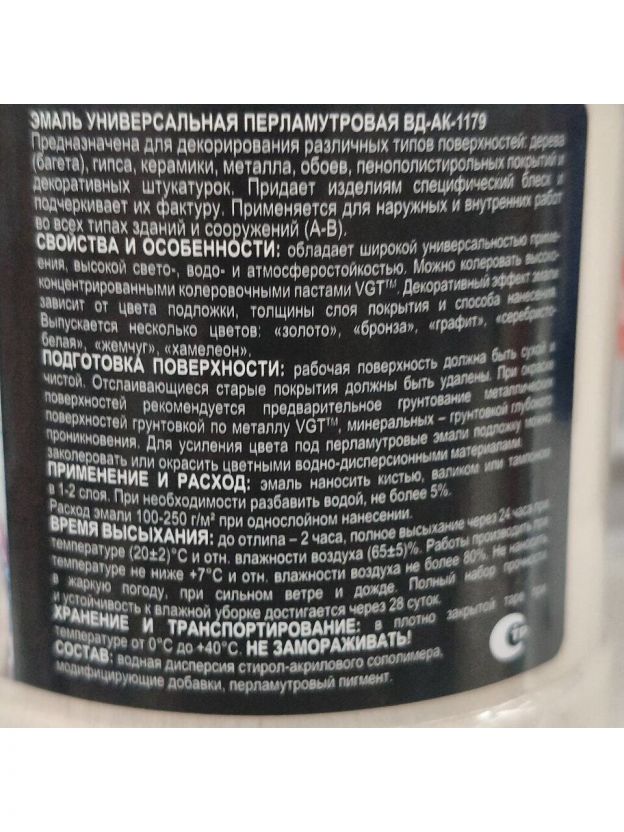 ЭМАЛЬ УНИВЕРСАЛЬНАЯ ПЕРЛАМУТРОВАЯ ВД-АК-1179
Предназначена для декорирования различных типов поверхностей: дерева
(багета), гипса, керамики, металла, обоев, пенополистирольных покрытий и
декоративных штукатурок. Придает изделиям специфический блеск и
подчеркивает их фактуру. Применяется для наружных и внутренних работ
во всех типах зданий и сооружений (А-В).
СВОЙСТВА И ОСОБЕННОСТИ: обладает широкой универсальностью приме-
ения, высокой свето-, водо- и атмосферостойкостью. Можно колеровать высоко-
концентрированными колеровочными пастами VGT™. Декоративный эффект эмали
зависит от цвета подложки, толщины слоя покрытия и способа нанесения.
Выпускается несколько цветов: «золото», «бронза», «графит», «серебристо-
белая», «жемчуг», «хамелеон».
ПОДГОТОВКА ПОВЕРХНОСТИ: рабочая поверхность должна быть сухой и
чистой. Отслаивающиеся старые покрытия должны быть удалены. При окраске
поверхностей рекомендуется предварительное грунтование металлических
поверхностей грунтовкой по металлу VGT™, минеральных – грунтовкой глубокого
проникновения. Для усиления цвета под перламутровые эмали подложку можно
заколеровать или окрасить цветными водно-дисперсионными материалами.
ПРИМЕНЕНИЕ И РАСХОД: эмаль наносить кистью, валиком или тампоном
в 1-2 слоя. При необходимости разбавить водой, не более 5%.
Расход эмали 100-250 г/м² при однослойном нанесении.
ВРЕМЯ ВЫСЫХАНИЯ: до отлипа – 2 часа, полное высыхание через 24 часа при
температуре (20±2)°С и отн. влажности воздуха (65±5)%. Работы производить при
температуре не ниже +7°С и отн. влажности воздуха не более 80%. Не наносить
в жаркую погоду, при сильном ветре и дожде. Полный набор прочности
и устойчивость к влажной уборке достигается через 28 суток.
ХРАНЕНИЕ И ТРАНСПОРТИРОВАНИЕ: в плотно закрытой таре при
температуре от 0°С до +40°С. НЕ ЗАМОРАЖИВАТЬ!
СОСТАВ: водная дисперсия стирол-акрилового сополимера,
модифицирующие добавки, перламутровый пигмент.